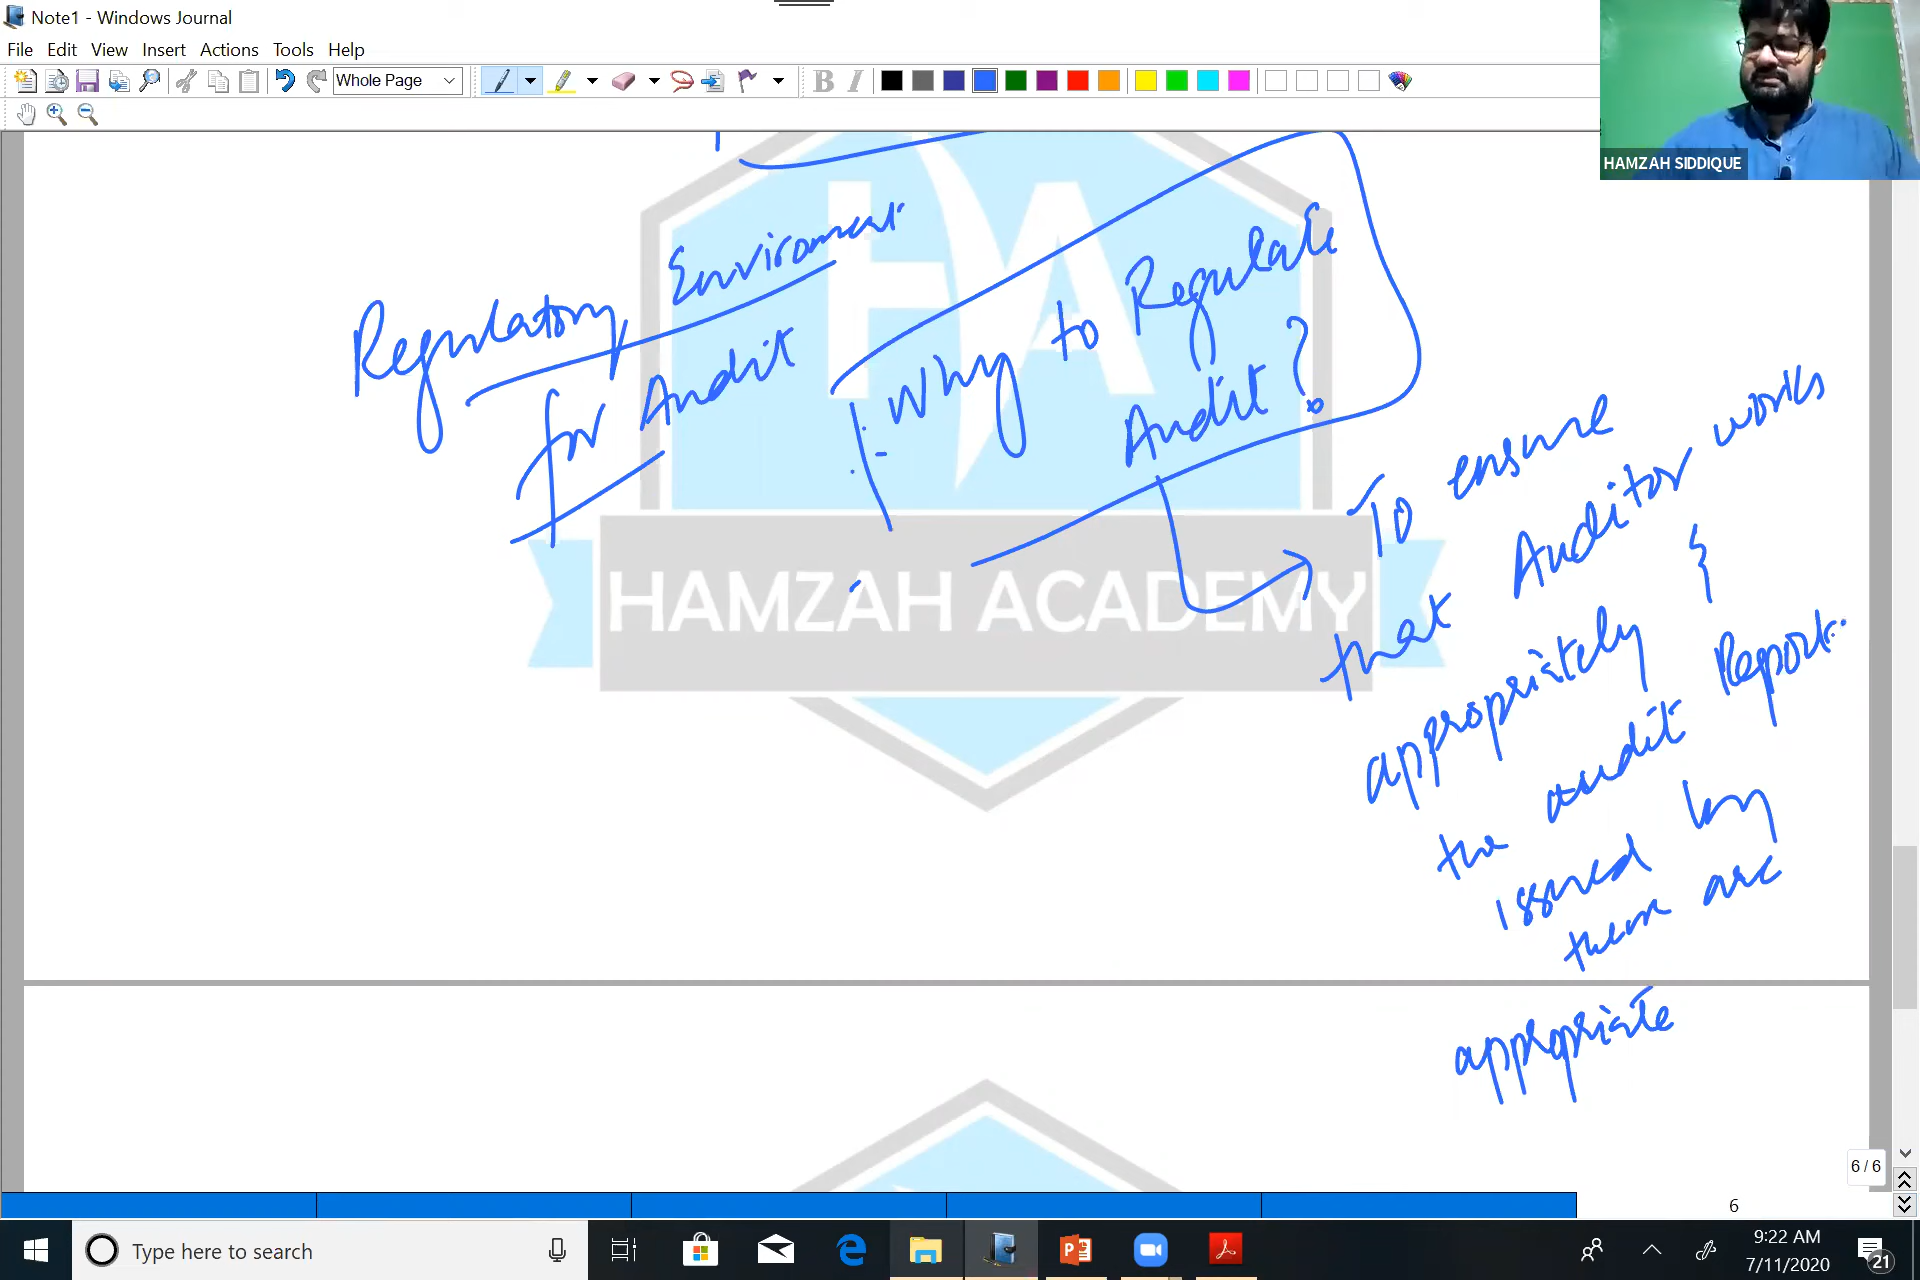 Note1 - Windows Journal
File Edit View Insert Actions Tools Help
Whole Page
B I
HAMZAH SIDDIQUE
Regulatory Enviroment
for Audit
Why to Regulate
Audit?
To ensure
that Auditor works
appropriately &
the audit Report
issued by
them are
appropriate
HAMZAH ACADEMY
6 / 6
6
Type here to search
9:22 AM
7/11/2020
21